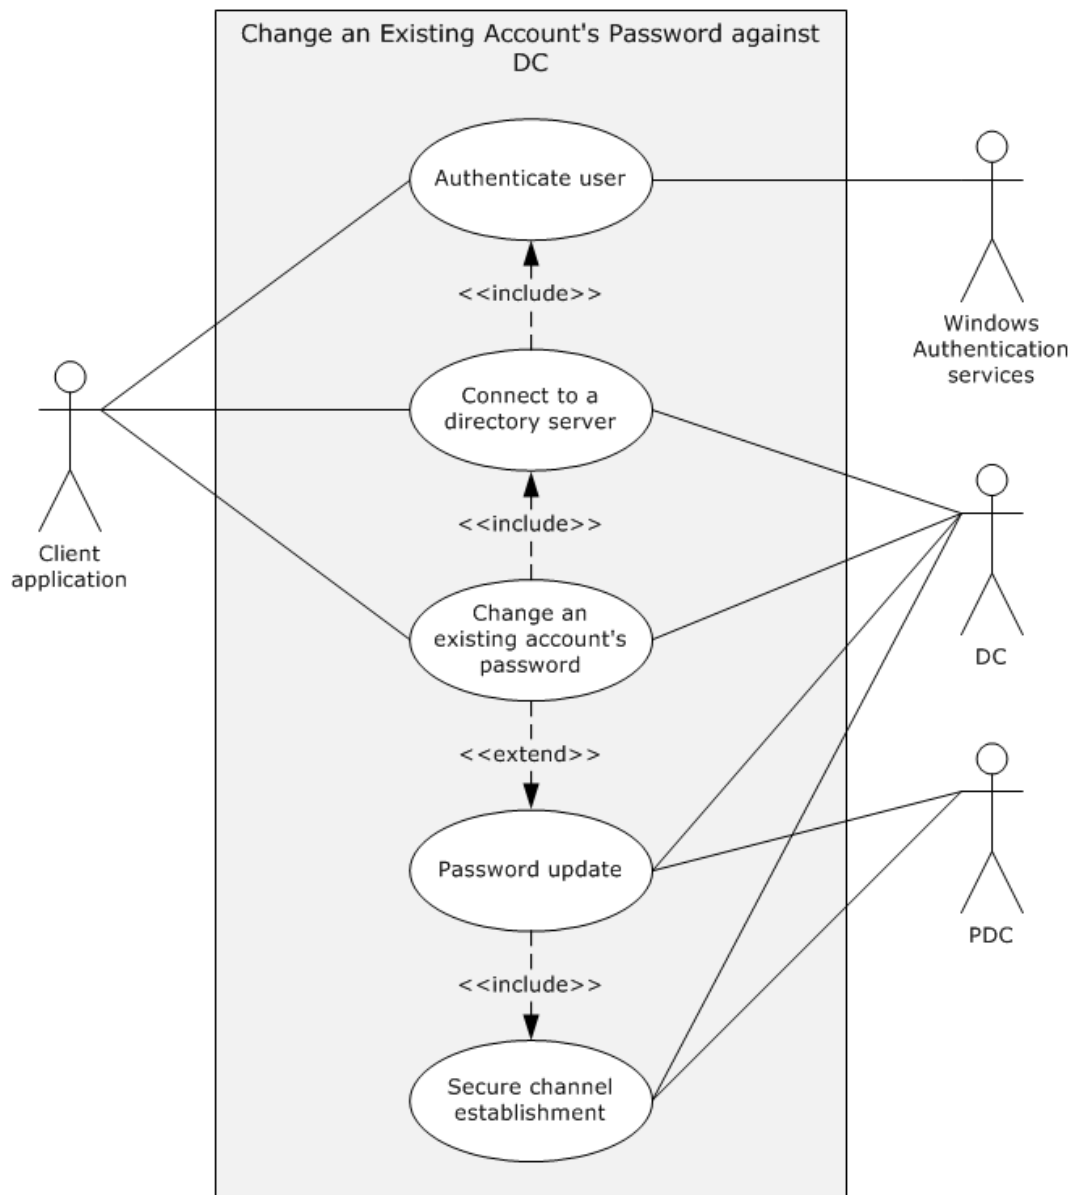 Change an Existing Account's Password against
DC
Authenticate user
<<include>>
Windows
Authentication
services
Connect to a
directory server
<<include>>
Client
application
Change an
existing account's
password
DC
<<extend>>
Password update
PDC
<<include>>
Secure channel
establishment